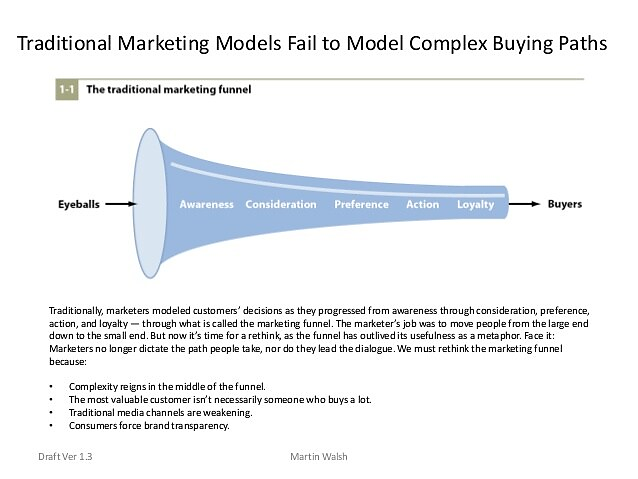 Traditional Marketing Models Fail to Model Complex Buying Paths
1-1 The traditional marketing funnel
Eyeballs Awareness Consideration Preference Action Loyalty Buyers
Traditionally, marketers modeled customers’ decisions as they progressed from awareness through consideration, preference,
action, and loyalty — through what is called the marketing funnel. The marketer’s job was to move people from the large end
down to the small end. But now it’s time for a rethink, as the funnel has outlived its usefulness as a metaphor. Face it:
Marketers no longer dictate the path people take, nor do they lead the dialogue. We must rethink the marketing funnel
because:
• Complexity reigns in the middle of the funnel.
• The most valuable customer isn’t necessarily someone who buys a lot.
• Traditional media channels are weakening.
• Consumers force brand transparency.
Draft Ver 1.3 Martin Walsh